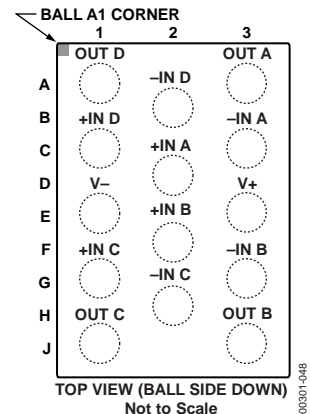 BALL A1 CORNER
1 2 3
OUT D OUT A
A –IN D
B +IN D –IN A
C +IN A
D V– V+
E +IN B
F +IN C –IN B
G –IN C
H OUT C OUT B
J
TOP VIEW (BALL SIDE DOWN)
Not to Scale
00301-048